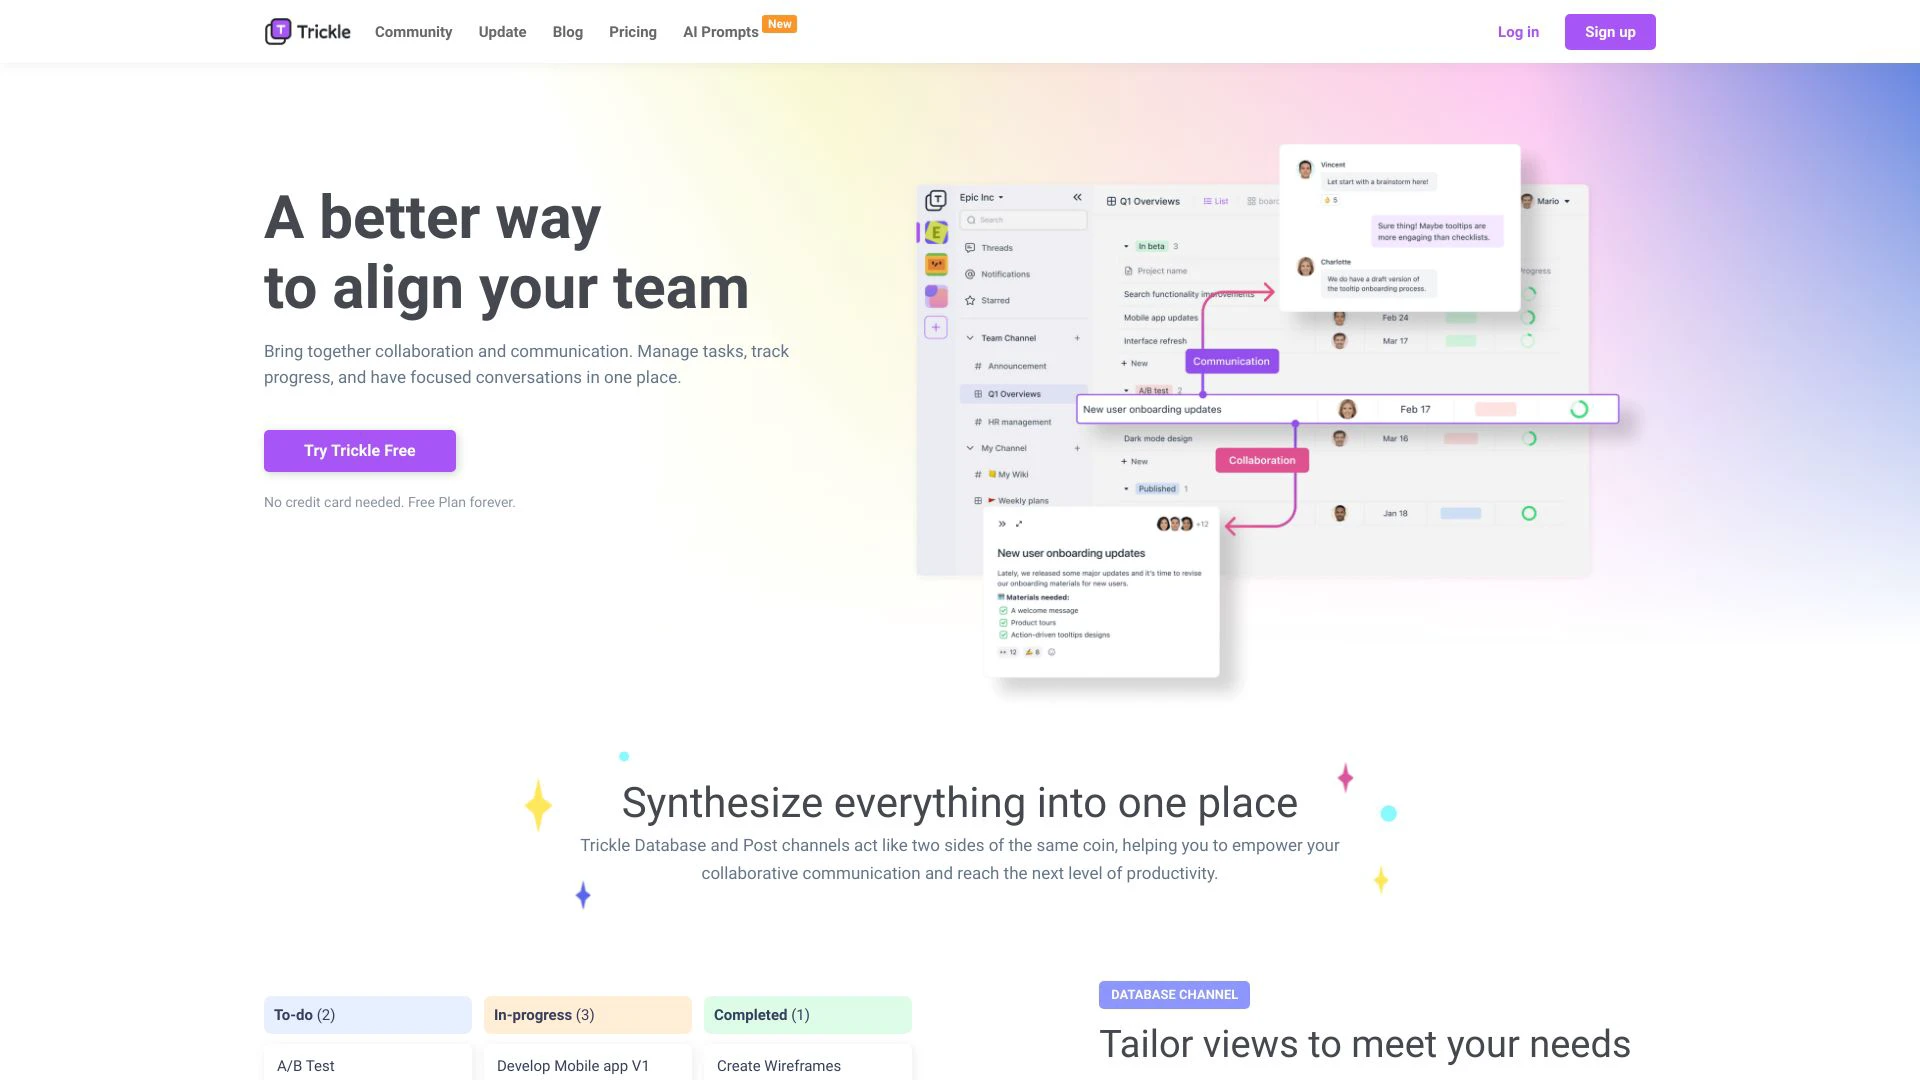 Trickle
Community
Update
Blog
Pricing
AI Prompts
New
Log in
Sign up
A better way
to align your team
Bring together collaboration and communication. Manage tasks, track
progress, and have focused conversations in one place.
Try Trickle Free
No credit card needed. Free Plan forever.
Epic Inc
Search
Threads
Notifications
Starred
Team Channel
# Announcement
Q1 Overviews
# HR management
My Channel
# My Wiki
Weekly plans
Q1 Overviews
List
board
Mario
In beta 3
Project name
Progress
Search functionality improvements
Mobile app updates
Feb 24
Interface refresh
Mar 17
+ New
A/B test 2
New user onboarding updates
Feb 17
Dark mode design
Mar 16
+ New
Published 1
Jan 18
Vincent
Let start with a brainstorm here!
5
Sure thing! Maybe tooltips are
more engaging than checklists.
Charlotte
We do have a draft version of
the tooltip onboarding process.
Communication
Collaboration
+12
New user onboarding updates
Lately, we released some major updates and it's time to revise
our onboarding materials for new users.
Materials needed:
A welcome message
Product tours
Action-driven tooltips designs
12
8
Synthesize everything into one place
Trickle Database and Post channels act like two sides of the same coin, helping you to empower your
collaborative communication and reach the next level of productivity.
To-do (2)
In-progress (3)
Completed (1)
A/B Test
Develop Mobile app V1
Create Wireframes
DATABASE CHANNEL
Tailor views to meet your needs